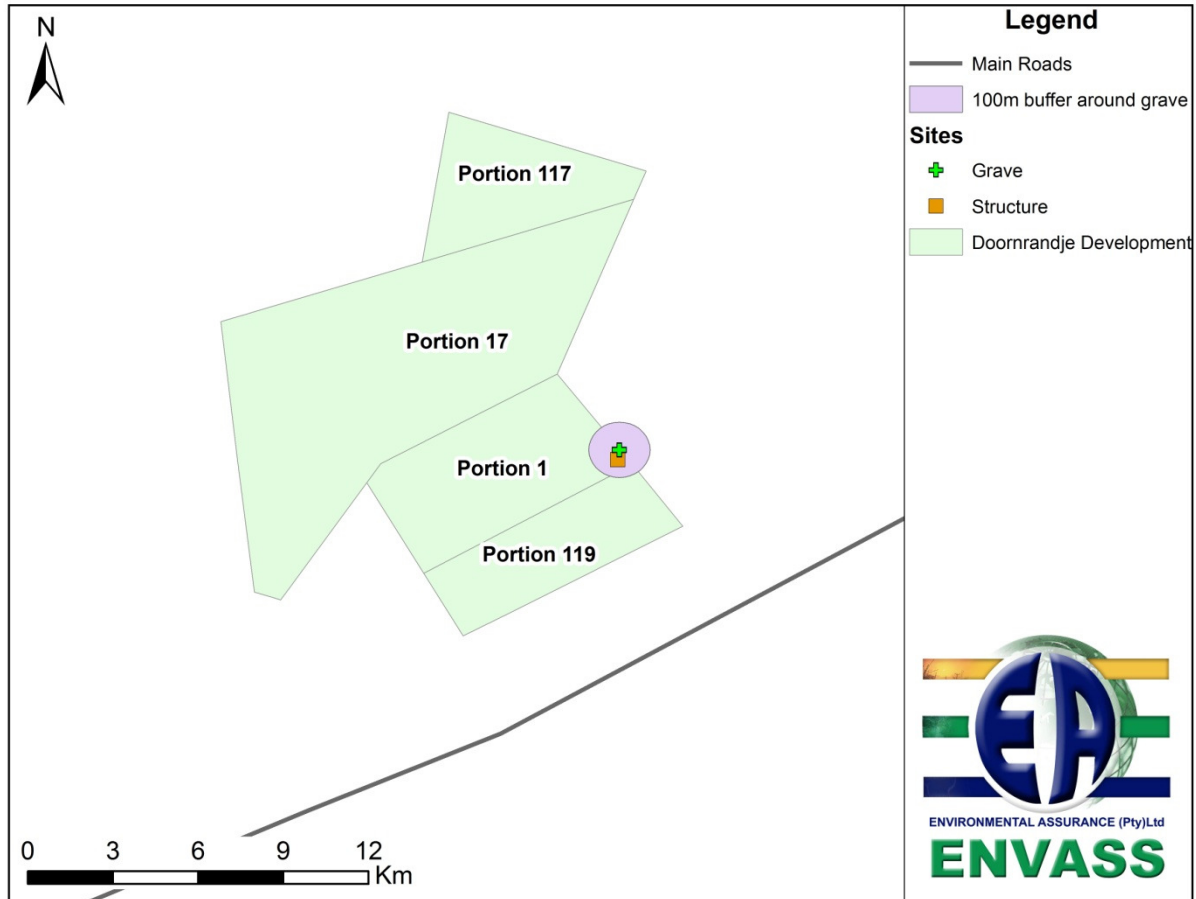 N
Portion 117
Portion 17
Portion 1
Portion 119
0 3 6 9 12
Km
Legend
Main Roads
100m buffer around grave
Sites
Grave
Structure
Doornrandje Development
EA
ENVIRONMENTAL ASSURANCE (Pty)Ltd
ENVASS